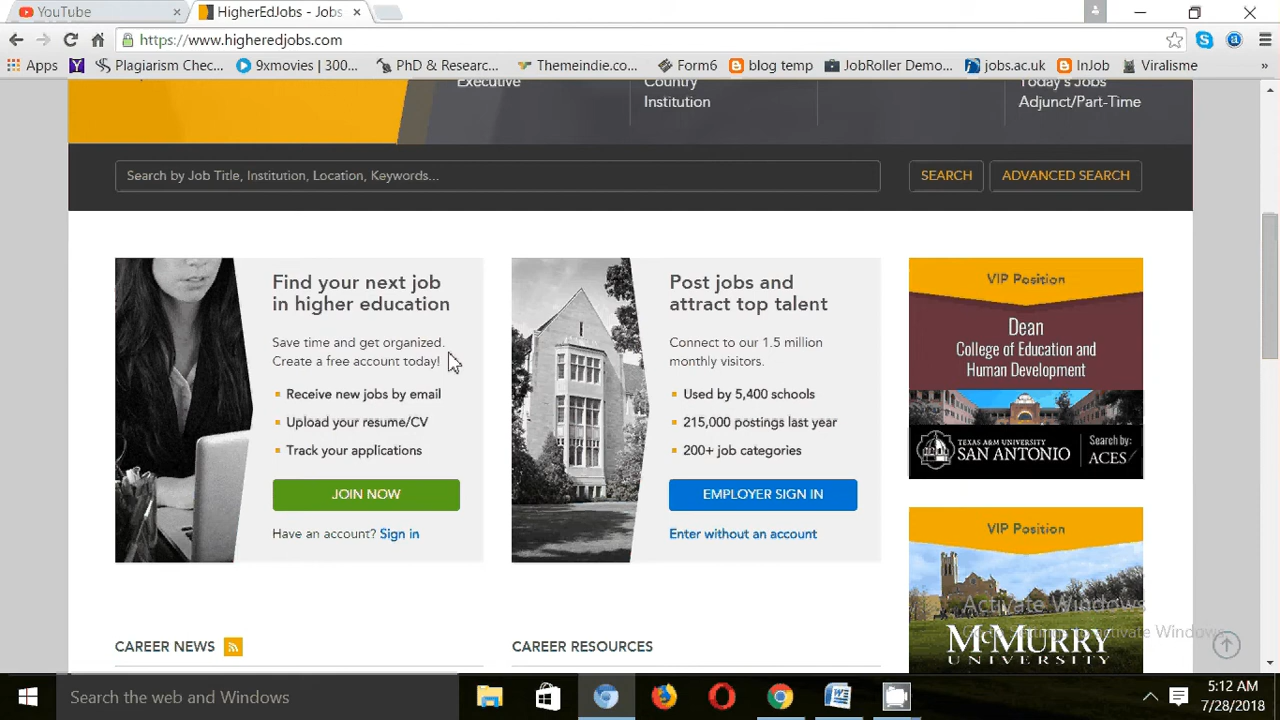 YouTube
HigherEdJobs - Jobs
https://www.higheredjobs.com
Apps
Plagiarism Chec...
9xmovies | 300...
PhD & Researc...
Themeindie.co...
Form6
blog temp
JobRoller Demo...
jobs.ac.uk
InJob
Viralisme
»
Executive
Country
Institution
Today's Jobs
Adjunct/Part-Time
Search by Job Title, Institution, Location, Keywords...
SEARCH
ADVANCED SEARCH
Find your next job
in higher education
Save time and get organized.
Create a free account today!
Receive new jobs by email
Upload your resume/CV
Track your applications
JOIN NOW
Have an account? Sign in
Post jobs and
attract top talent
Connect to our 1.5 million
monthly visitors.
Used by 5,400 schools
215,000 postings last year
200+ job categories
EMPLOYER SIGN IN
Enter without an account
VIP Position
Dean
College of Education and
Human Development
TEXAS A&M UNIVERSITY
SAN ANTONIO
Search by:
ACES
VIP Position
Activate Windows
McMURRY
UNIVERSITY
CAREER NEWS
CAREER RESOURCES
Search the web and Windows
5:12 AM
7/28/2018